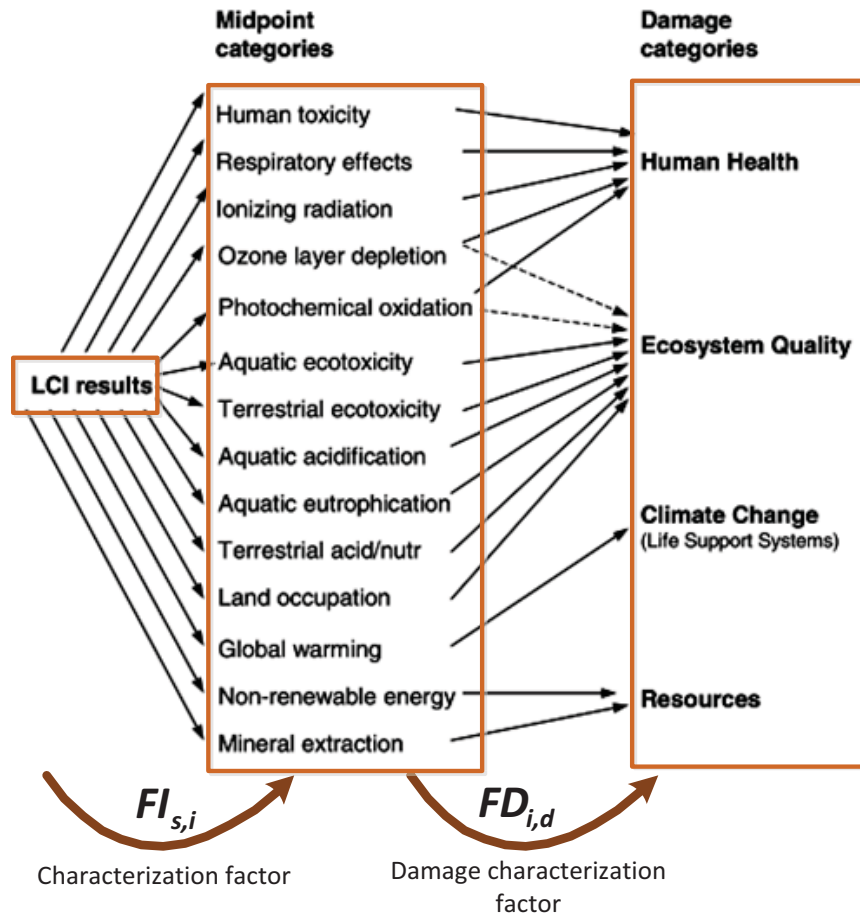 Midpoint
categories
Damage
categories
Human toxicity
Respiratory effects
Human Health
Ionizing radiation
Ozone layer depletion
Photochemical oxidation
Ecosystem Quality
Aquatic ecotoxicity
LCI results
Terrestrial ecotoxicity
Aquatic acidification
Aquatic eutrophication
Climate Change
(Life Support Systems)
Terrestrial acid/nutr
Land occupation
Global warming
Non-renewable energy
Resources
Mineral extraction
FI s,i
FD i,d
Characterization factor
Damage characterization
factor